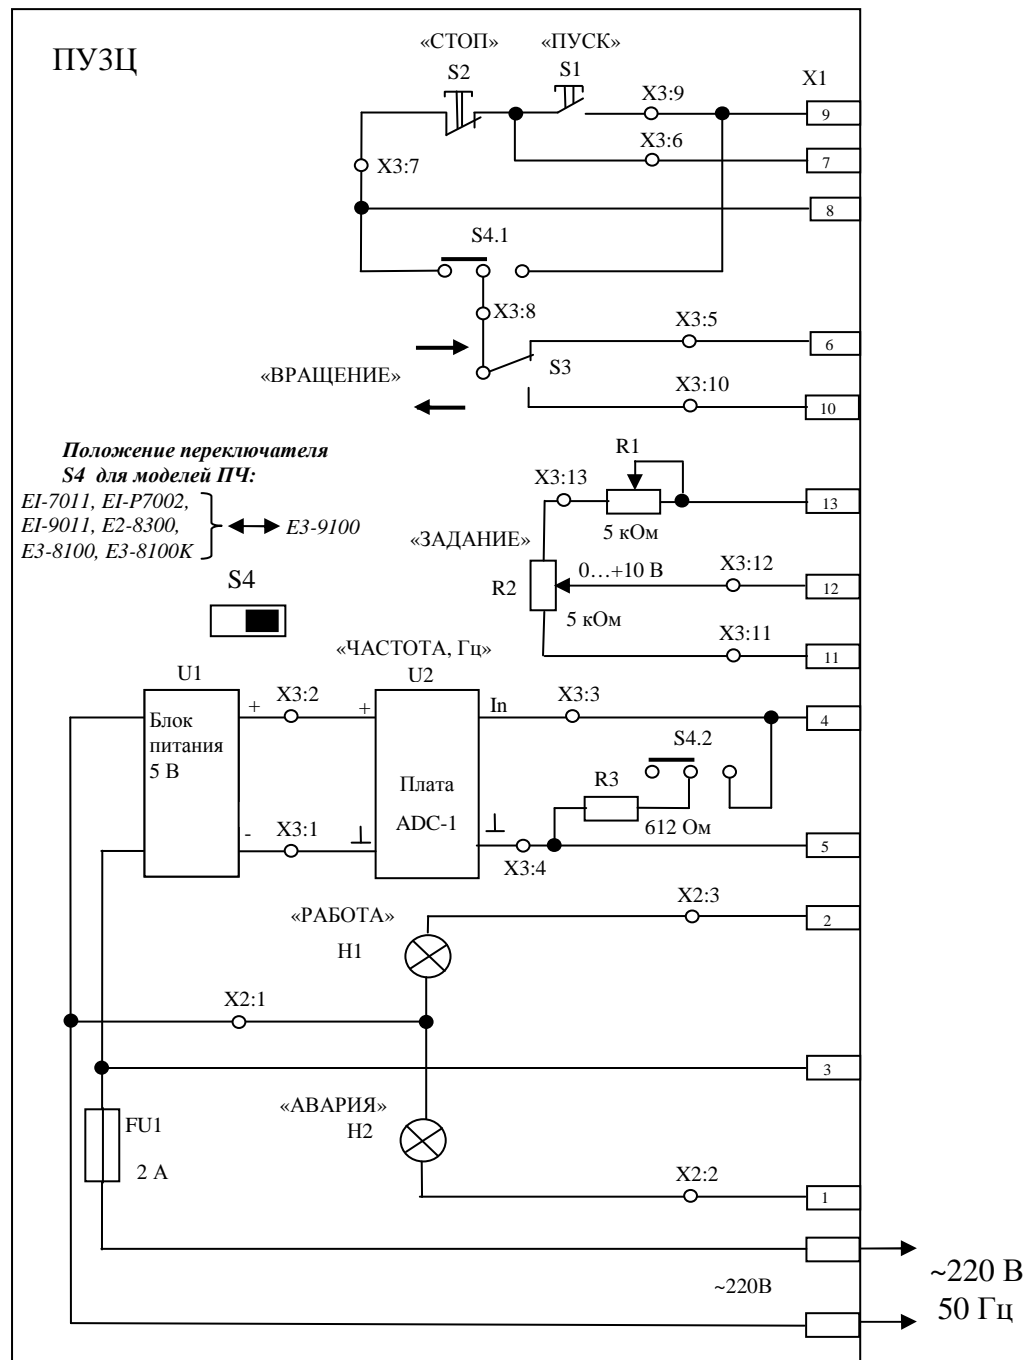 ПУ3Ц
«СТОП»
«ПУСК»
S2
S1
X1
X3:9
9
X3:6
7
X3:7
8
S4.1
X3:8
X3:5
6
S3
«ВРАЩЕНИЕ»
X3:10
10
Положение переключателя
S4 для моделей ПЧ:
EI-7011, EI-P7002,
EI-9011, E2-8300,
E3-8100, E3-8100K
E3-9100
S4
R1
X3:13
13
5 кОм
«ЗАДАНИЕ»
0…+10 В
X3:12
12
R2
5 кОм
X3:11
11
«ЧАСТОТА, Гц»
U1
U2
X3:2
+
+
In
X3:3
4
Блок
питания
5 В
S4.2
R3
Плата
ADC-1
612 Ом
-
X3:1
X3:4
5
«РАБОТА»
H1
X2:3
2
X2:1
3
«АВАРИЯ»
H2
FU1
2 А
X2:2
1
~220В
~220 В
50 Гц